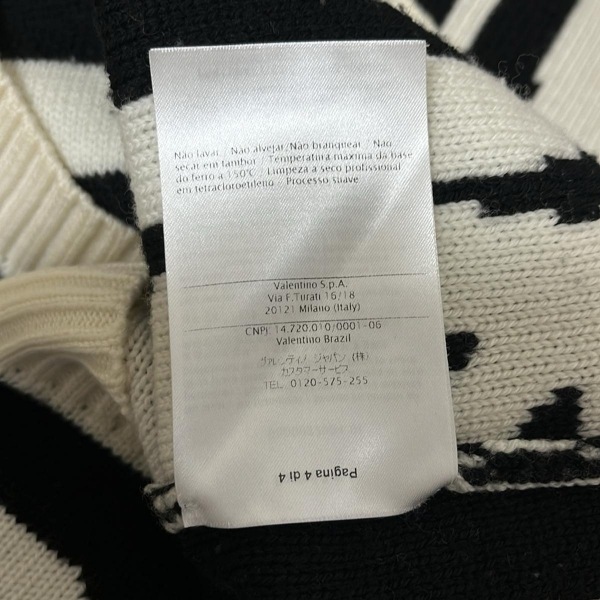 Não lavar / Não alvejar/Não branquear / Não
secar em tambor / Temperatura máxima da base
do ferro a 150°C / Limpeza a seco profissional
em tetracloroetileno / Processo suave
Valentino S.p.A.
Via F.Turati 16/18
20121 Milano (Italy)
CNPJ: 14.720.010/0001-06
Valentino Brazil
ヴァレンティノ ジャパン (株)
カスタマーサービス
TEL. 0120-575-255
Pagina 4 di 4